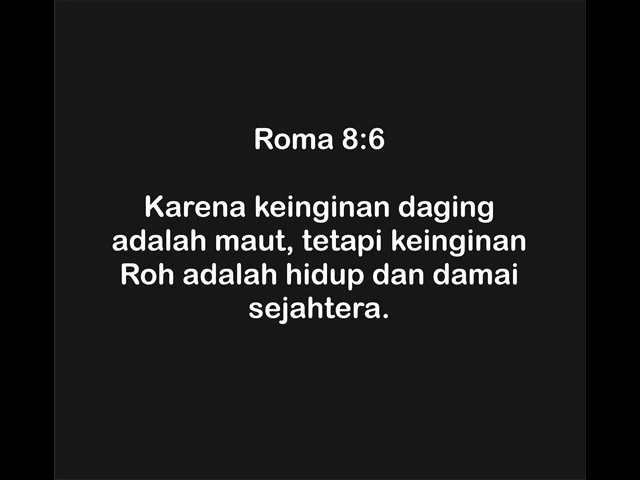 Roma 8:6
Karena keinginan daging
adalah maut, tetapi keinginan
Roh adalah hidup dan damai
sejahtera.